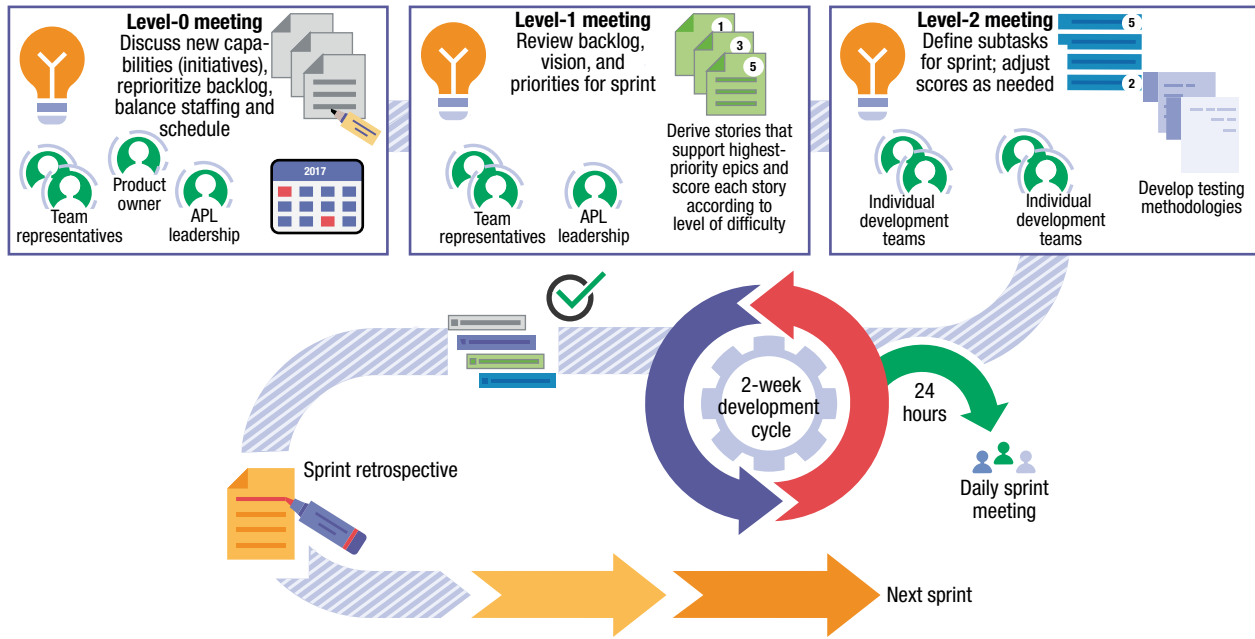 Level-0 meeting
Discuss new capa-
bilities (initiatives),
reprioritize backlog,
balance staffing and
schedule
Team
representatives
Product
owner
APL
leadership
2017
Level-1 meeting
Review backlog,
vision, and
priorities for sprint
1
3
5
Team
representatives
APL
leadership
Derive stories that
support highest-
priority epics and
score each story
according to
level of difficulty
Level-2 meeting
Define subtasks
for sprint; adjust
scores as needed
5
2
Individual
development
teams
Individual
development
teams
Develop testing
methodologies
2-week
development
cycle
24
hours
Daily sprint
meeting
Sprint retrospective
Next sprint